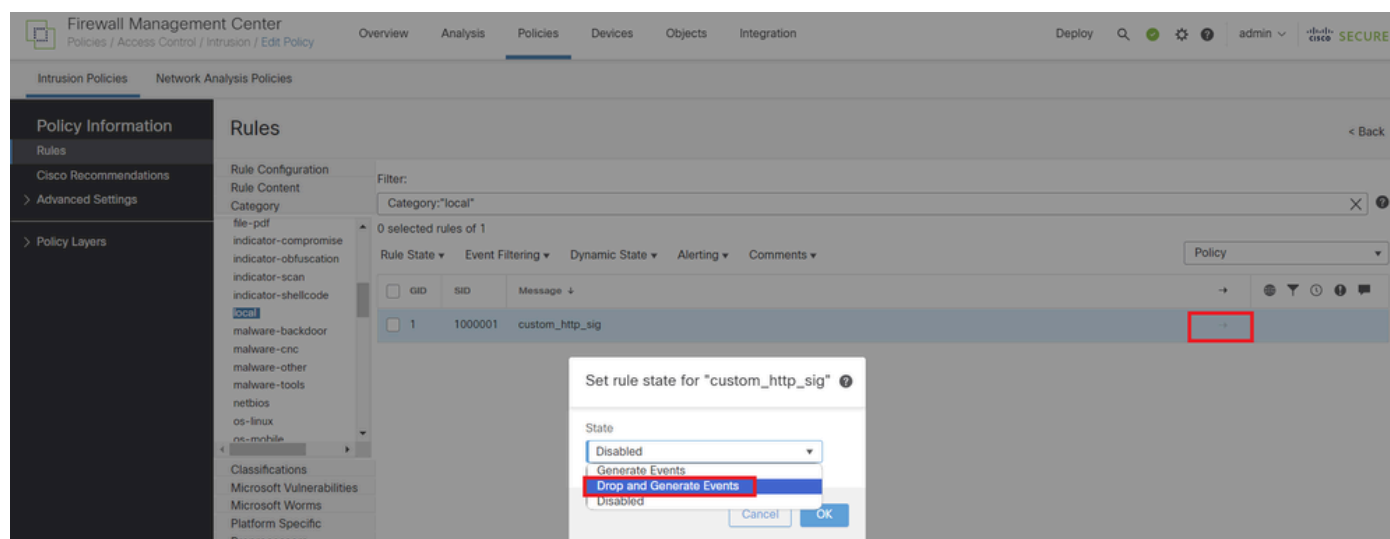 Firewall Management Center
Policies / Access Control / Intrusion / Edit Policy
Overview Analysis Policies Devices Objects Integration Deploy admin cisco SECURE
Intrusion Policies Network Analysis Policies
Policy Information
Rules
Cisco Recommendations
> Advanced Settings
> Policy Layers
Rules
< Back
Rule Configuration
Rule Content
Category
file-pdf
indicator-compromise
indicator-obfuscation
indicator-scan
indicator-shellcode
local
malware-backdoor
malware-cnc
malware-other
malware-tools
netbios
os-linux
os-mobile
Classifications
Microsoft Vulnerabilities
Microsoft Worms
Platform Specific
Filter:
Category:"local"
0 selected rules of 1
Rule State Event Filtering Dynamic State Alerting Comments Policy
GID SID Message
1 1000001 custom_http_sig
Set rule state for "custom_http_sig"
State
Disabled
Generate Events
Drop and Generate Events
Disabled
Cancel OK